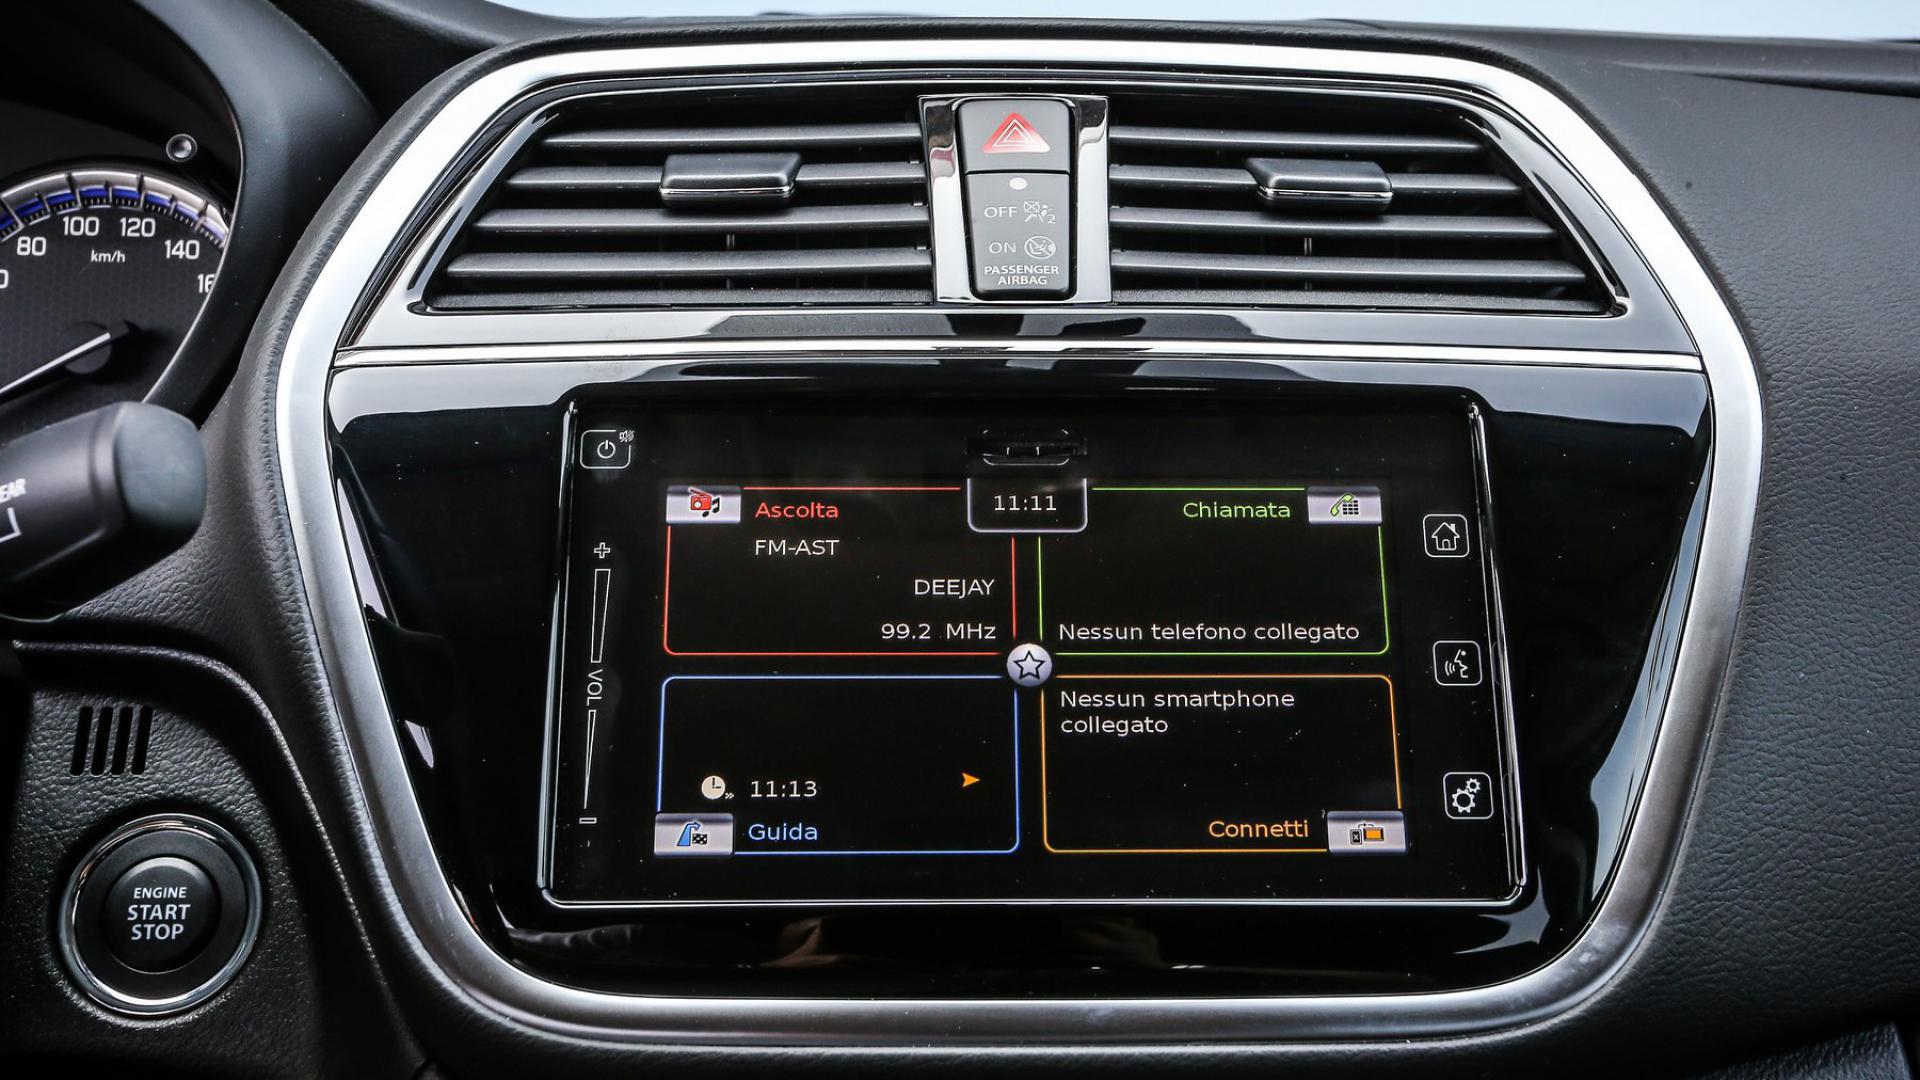 80
100
120
140
km/h
OFF
2
ON
PASSENGER
AIRBAG
Ascolta
11:11
Chiamata
FM-AST
DEEJAY
99.2 MHz
Nessun telefono collegato
VOL
Nessun smartphone
collegato
11:13
Guida
Connetti
ENGINE
START
STOP